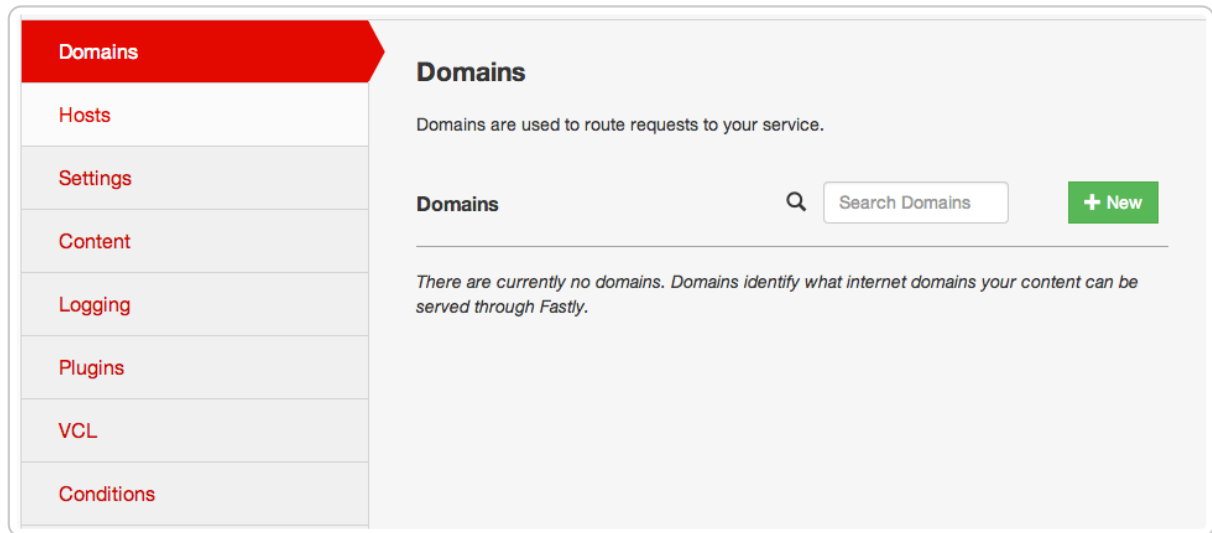 Domains
Hosts
Settings
Content
Logging
Plugins
VCL
Conditions
Domains
Domains are used to route requests to your service.
Domains
Search Domains
+ New
There are currently no domains. Domains identify what internet domains your content can be
served through Fastly.